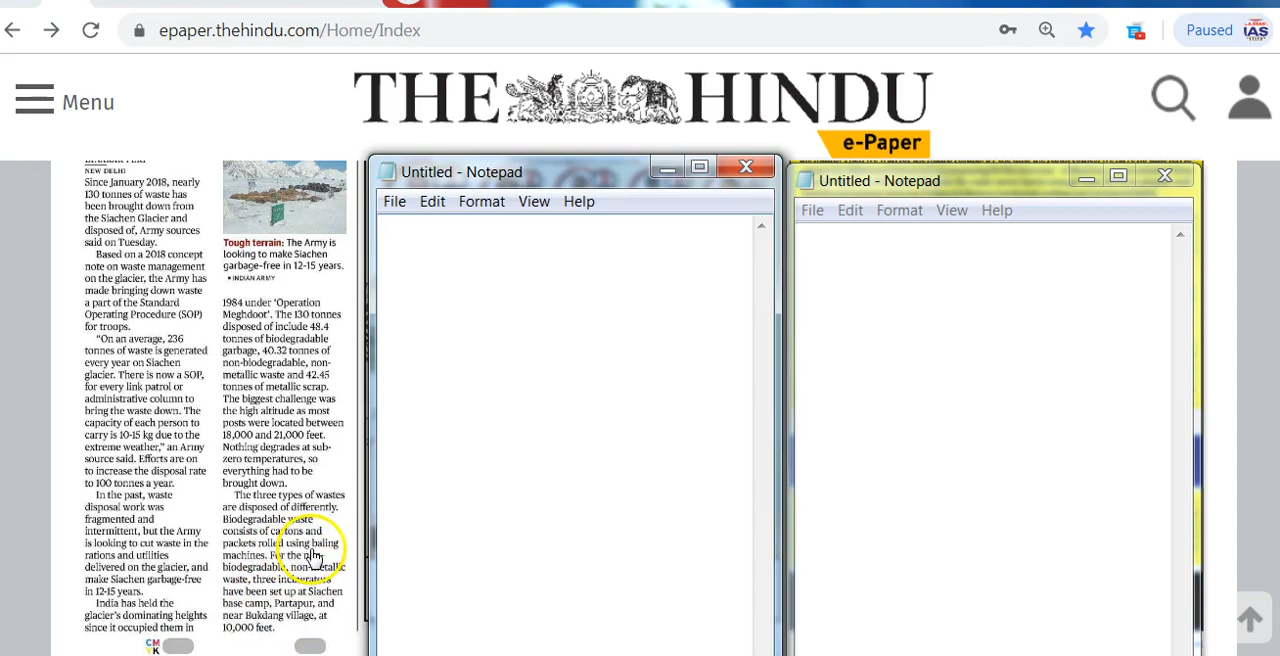 epaper.thehindu.com/Home/Index
Paused
IAS
Menu
THE HINDU
e-Paper
NEW DELHI
Since January 2018, nearly
130 tonnes of waste has
been brought down from
the Siachen Glacier and
disposed of, Army sources
said on Tuesday.
Based on a 2018 concept
note on waste management
on the glacier, the Army has
made bringing down waste
a part of the Standard
Operating Procedure (SOP)
for troops.
“On an average, 236
tonnes of waste is generated
every year on Siachen
glacier. There is now a SOP,
for every link patrol or
administrative column to
bring the waste down. The
capacity of each person to
carry is 10-15 kg due to the
extreme weather,” an Army
source said. Efforts are on
to increase the disposal rate
to 100 tonnes a year.
In the past, waste
disposal work was
fragmented and
intermittent, but the Army
is looking to cut waste in the
rations and utilities
delivered on the glacier, and
make Siachen garbage-free
in 12-15 years.
India has held the
glacier's dominating heights
since it occupied them in
CM
YK
Tough terrain: The Army is
looking to make Siachen
garbage-free in 12-15 years.
• INDIAN ARMY
1984 under ‘Operation
Meghdoot’. The 130 tonnes
disposed of include 48.4
tonnes of biodegradable
garbage, 40.32 tonnes of
non-biodegradable, non-
metallic waste and 42.45
tonnes of metallic scrap.
The biggest challenge was
the high altitude as most
posts were located between
18,000 and 21,000 feet.
Nothing degrades at sub-
zero temperatures, so
everything had to be
brought down.
The three types of wastes
are disposed of differently.
Biodegradable waste
consists of cartons and
packets rolled using baling
machines. For the
biodegradable, non-metallic
waste, three incinerators
have been set up at Siachen
base camp, Partapur, and
near Bukdang village, at
10,000 feet.
Untitled - Notepad
File Edit Format View Help
Untitled - Notepad
File Edit Format View Help